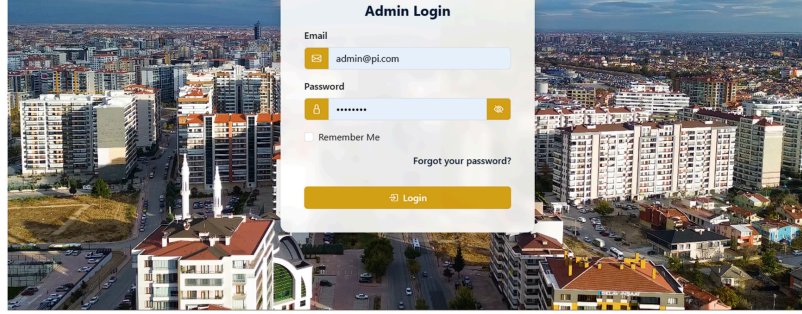 Admin Login
Email
admin@pi.com
Password
••••••••
Remember Me
Forgot your password?
Login